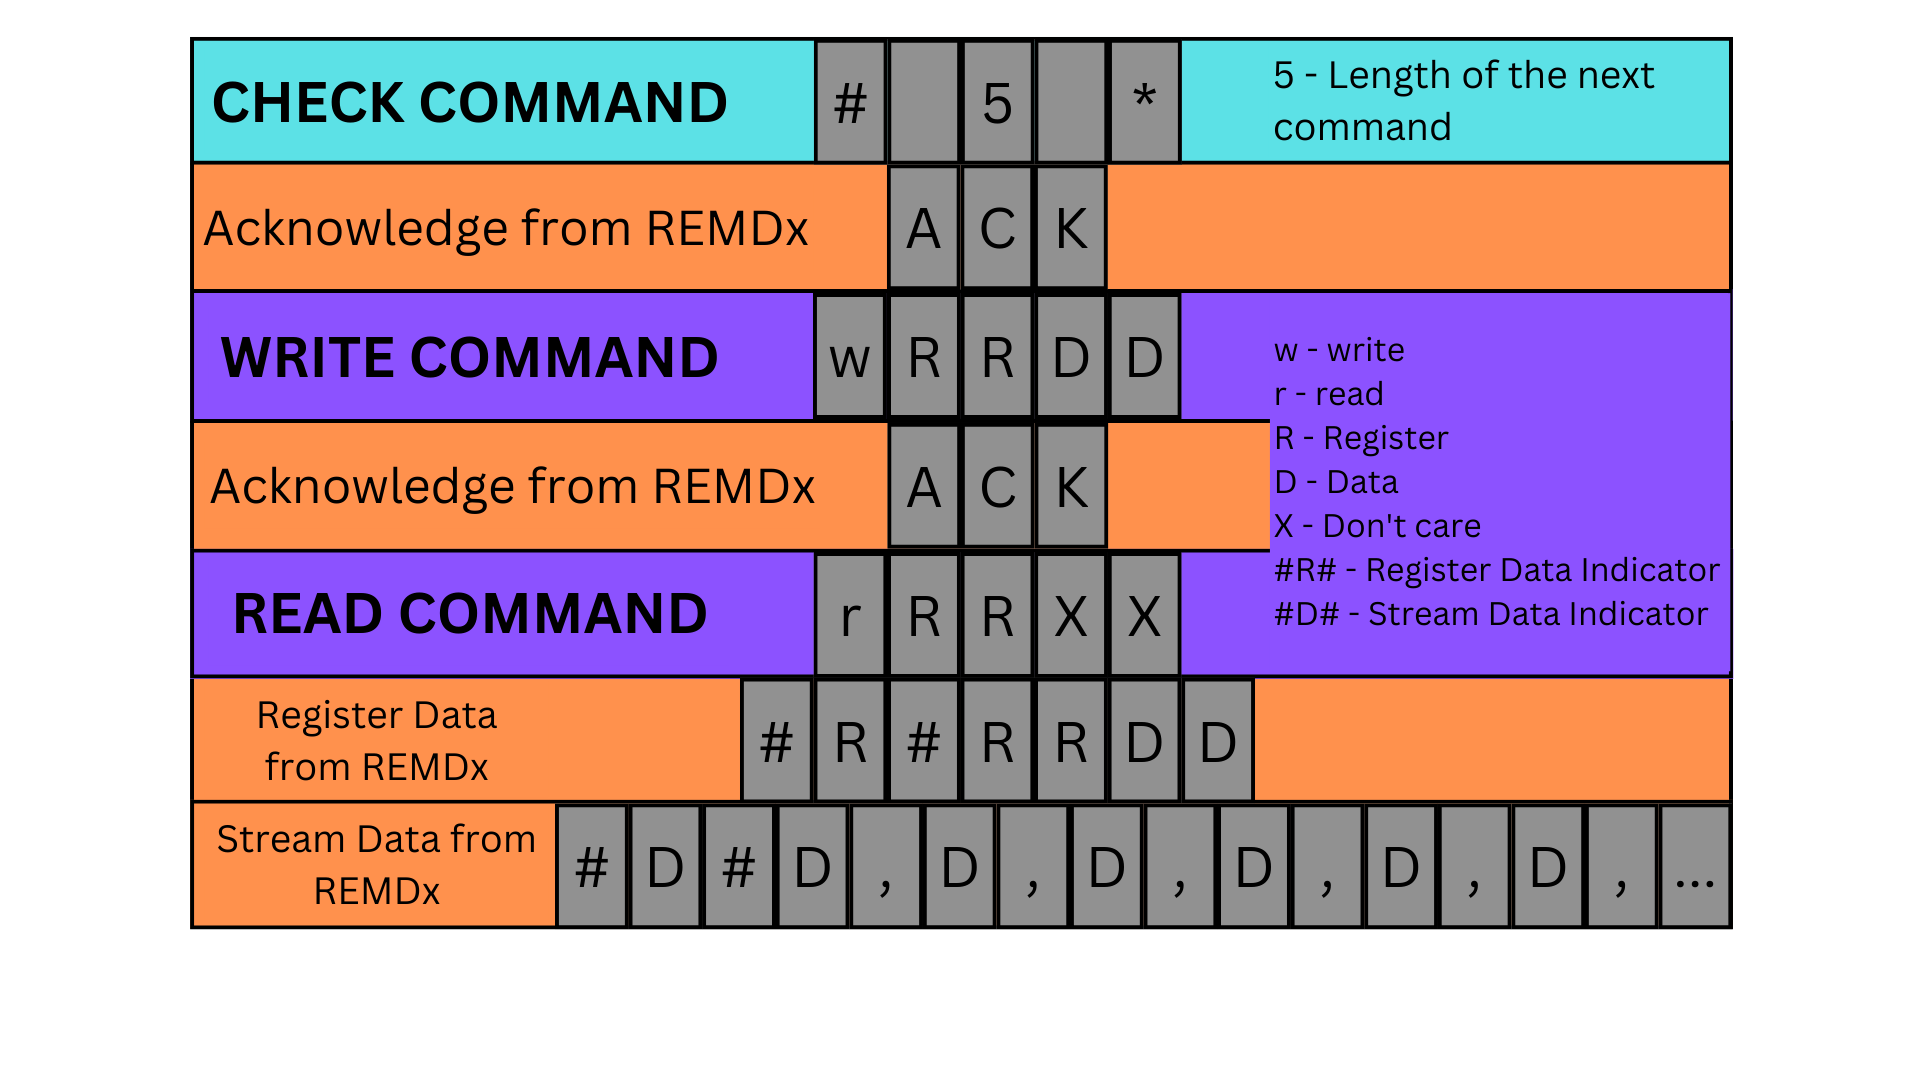 CHECK COMMAND # 5 * 5 - Length of the next
command
Acknowledge from REMDx A C K
WRITE COMMAND w R R D D
Acknowledge from REMDx A C K
READ COMMAND r R R X X
w - write
r - read
R - Register
D - Data
X - Don't care
#R# - Register Data Indicator
#D# - Stream Data Indicator
Register Data
from REMDx
# R # R R D D
Stream Data from
REMDx
# D # D , D , D , D , D , D , ...